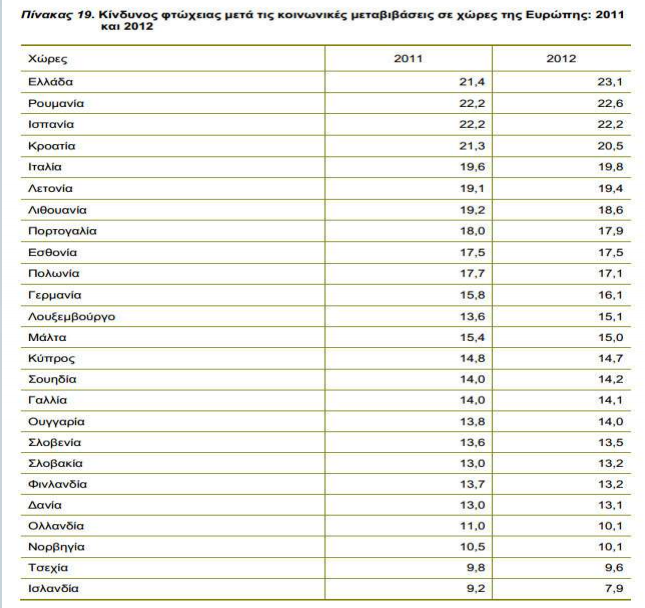 Πίνακας 19. Κίνδυνος φτώχειας μετά τις κοινωνικές μεταβιβάσεις σε χώρες της Ευρώπης: 2011
και 2012
Χώρες 2011 2012
Ελλάδα 21,4 23,1
Ρουμανία 22,2 22,6
Ισπανία 22,2 22,2
Κροατία 21,3 20,5
Ιταλία 19,6 19,8
Λετονία 19,1 19,4
Λιθουανία 19,2 18,6
Πορτογαλία 18,0 17,9
Εσθονία 17,5 17,5
Πολωνία 17,7 17,1
Γερμανία 15,8 16,1
Λουξεμβούργο 13,6 15,1
Μάλτα 15,4 15,0
Κύπρος 14,8 14,7
Σουηδία 14,0 14,2
Γαλλία 14,0 14,1
Ουγγαρία 13,8 14,0
Σλοβενία 13,6 13,5
Σλοβακία 13,0 13,2
Φινλανδία 13,7 13,2
Δανία 13,0 13,1
Ολλανδία 11,0 10,1
Νορβηγία 10,5 10,1
Τσεχία 9,8 9,6
Ισλανδία 9,2 7,9